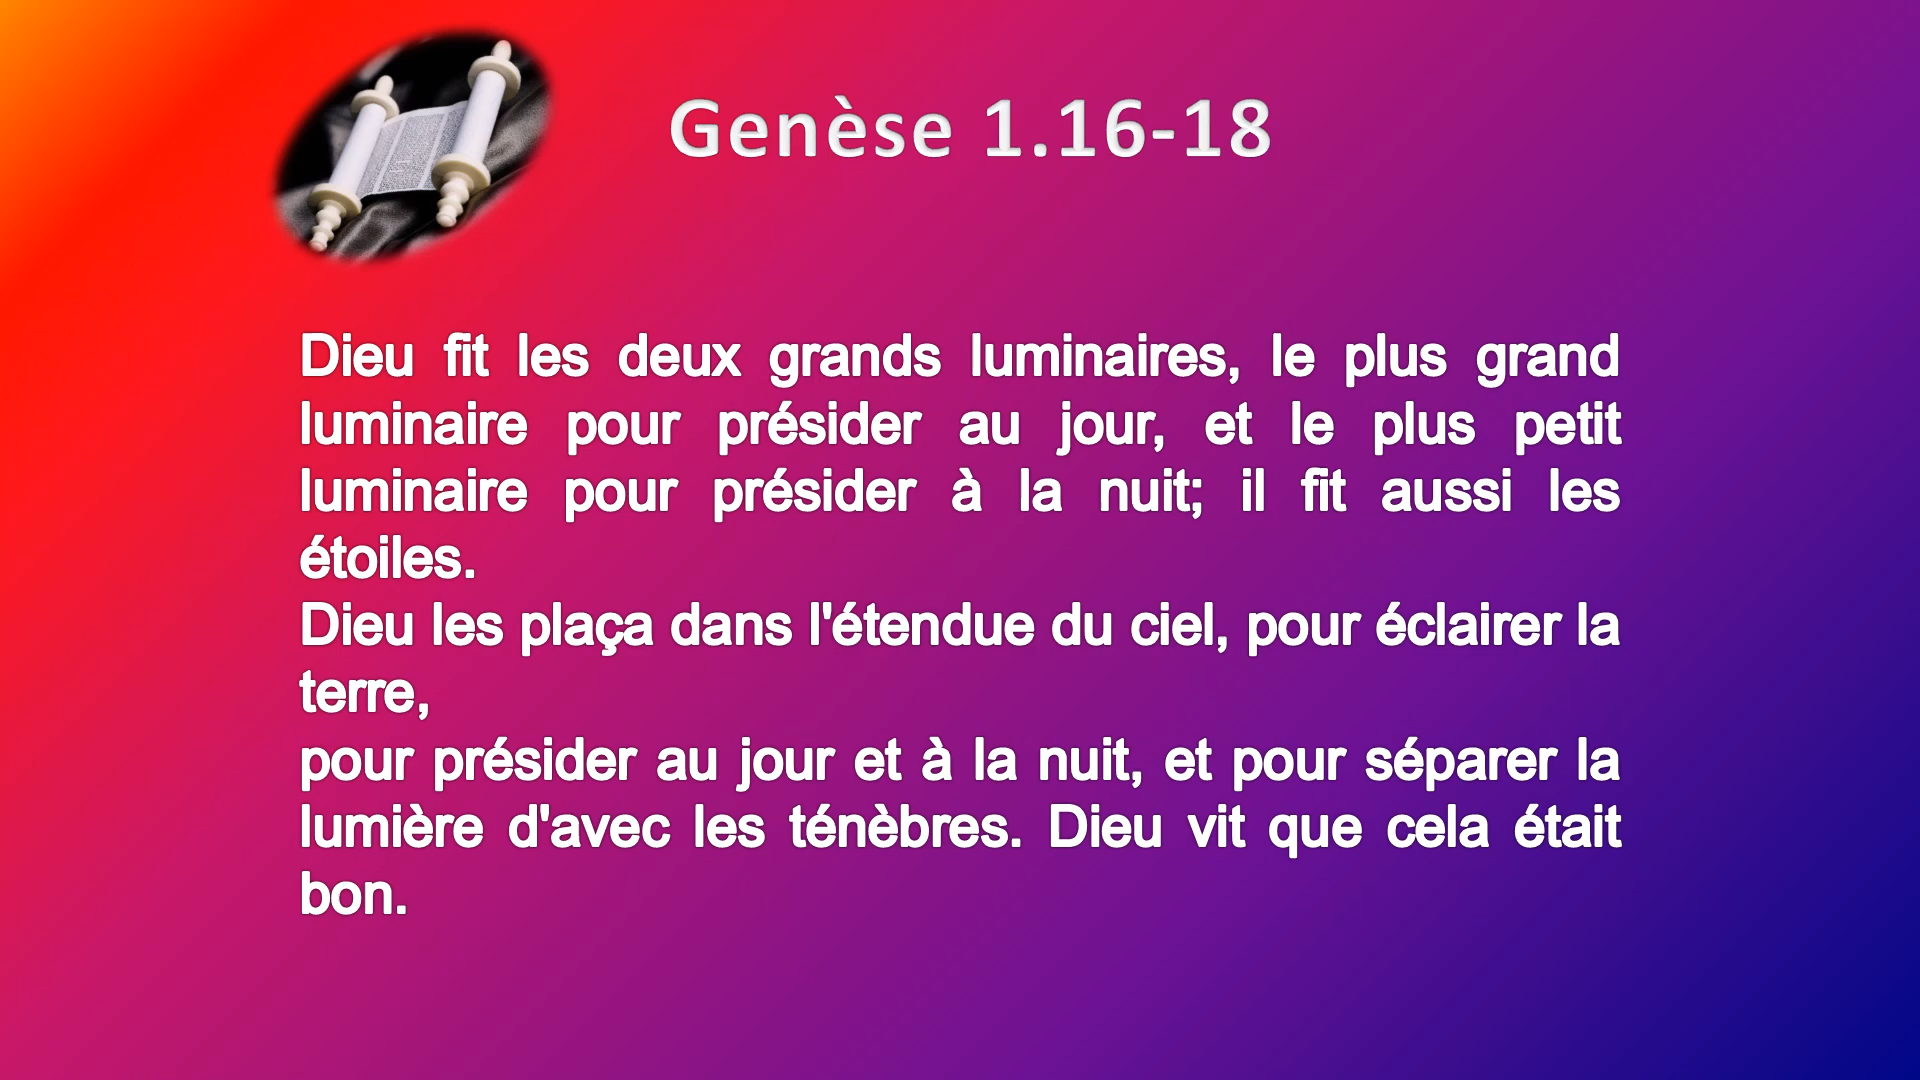 Genèse 1.16-18
Dieu fit les deux grands luminaires, le plus grand
luminaire pour présider au jour, et le plus petit
luminaire pour présider à la nuit; il fit aussi les
étoiles.
Dieu les plaça dans l'étendue du ciel, pour éclairer la
terre,
pour présider au jour et à la nuit, et pour séparer la
lumière d'avec les ténèbres. Dieu vit que cela était
bon.